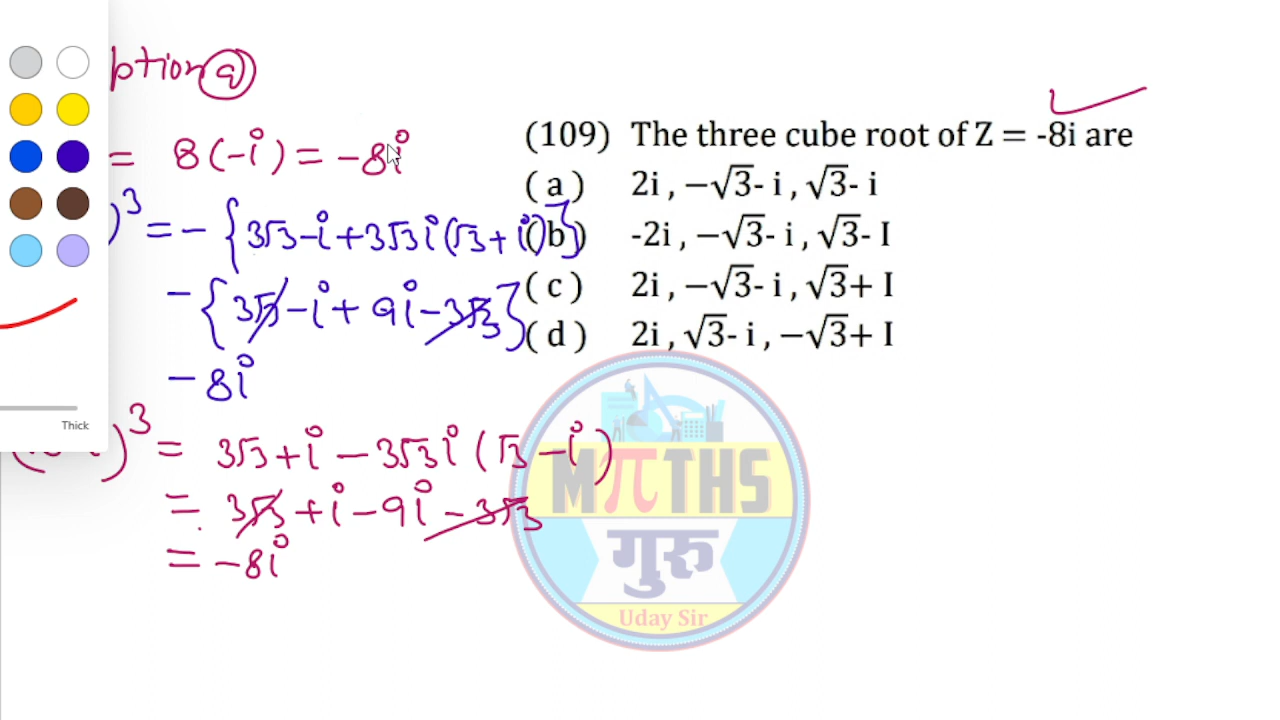 ption (a)
= 8(-i) = -8i
)³ = - {3√3-i+3√3i(√3+i)}
- {3√3-i+9i-3√3}
- 8i
)³ = 3√3+i-3√3i(√3-i)
= 3√3+i-9i-3√3
= -8i
Thick
(109) The three cube root of Z = -8i are
( a ) 2i , −√3- i , √3- i
( b ) -2i , −√3- i , √3- I
( c ) 2i , −√3- i , √3+ I
( d ) 2i , √3- i , −√3+ I
MπTHS
गुरु
Uday Sir